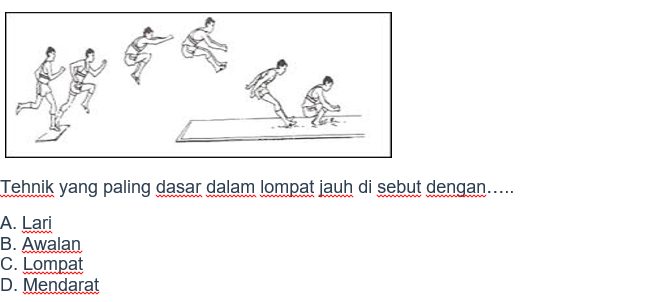 Tehnik yang paling dasar dalam lompat jauh di sebut dengan…..
A. Lari
B. Awalan
C. Lompat
D. Mendarat